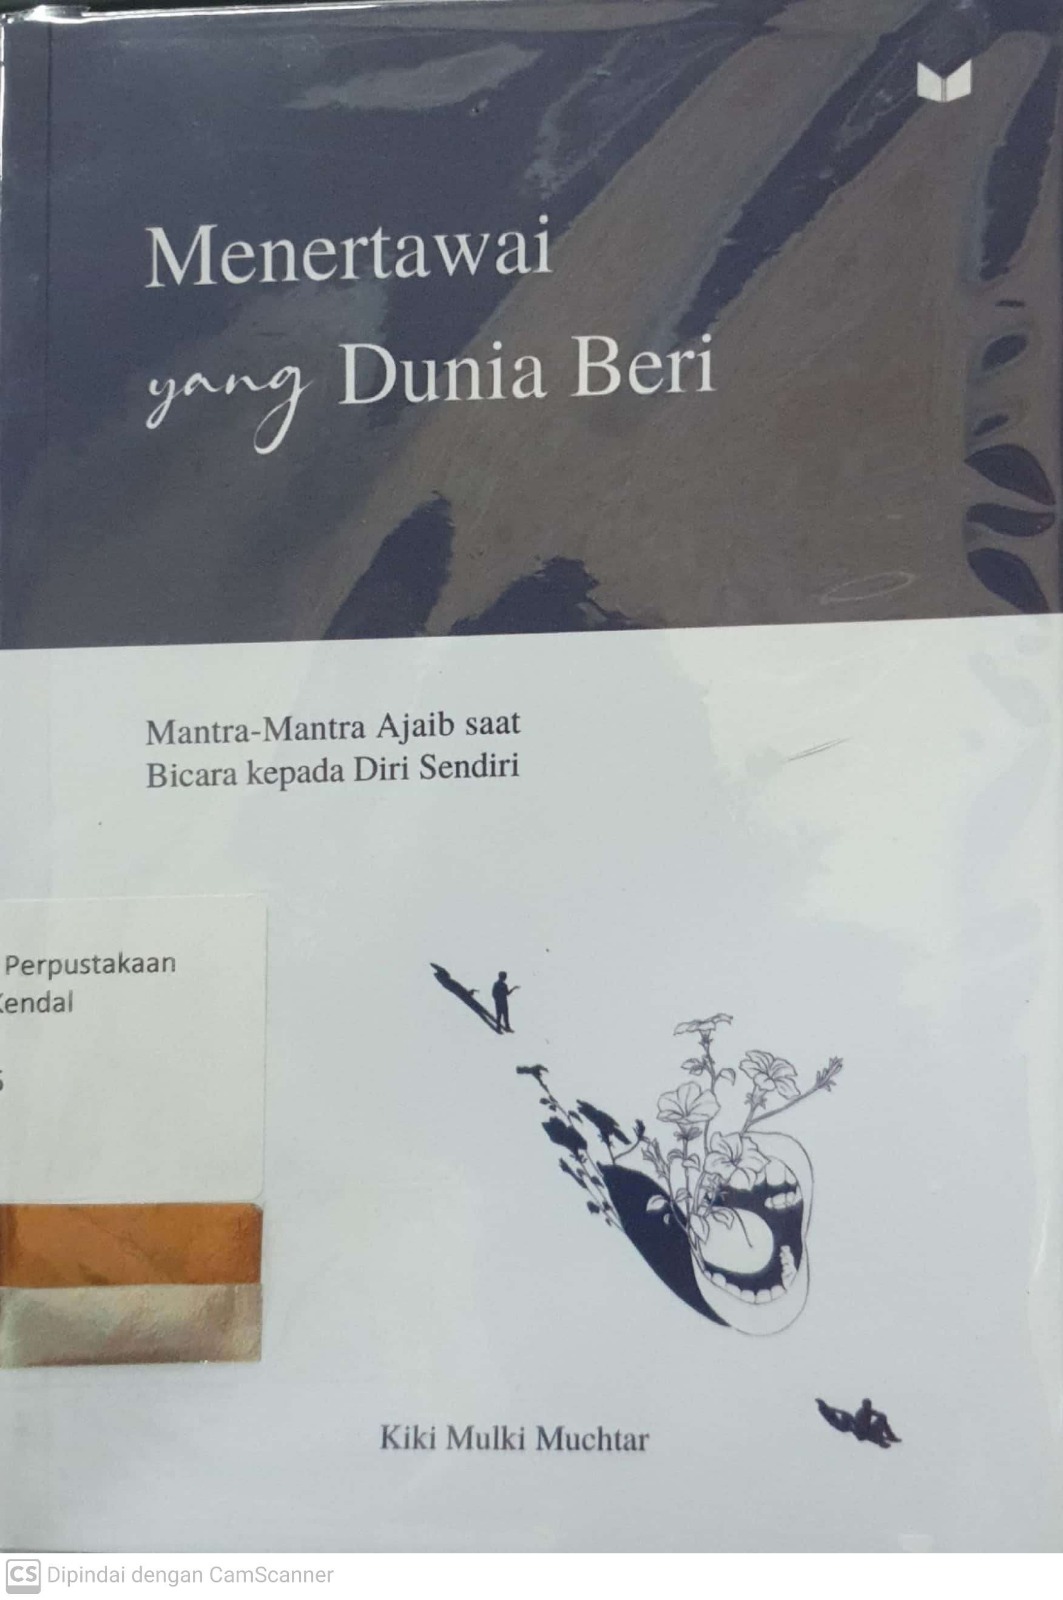 Menertawai
yang Dunia Beri
Mantra-Mantra Ajaib saat
Bicara kepada Diri Sendiri
Perpustakaan
Kendal
Kiki Mulki Muchtar
CS Dipindai dengan CamScanner